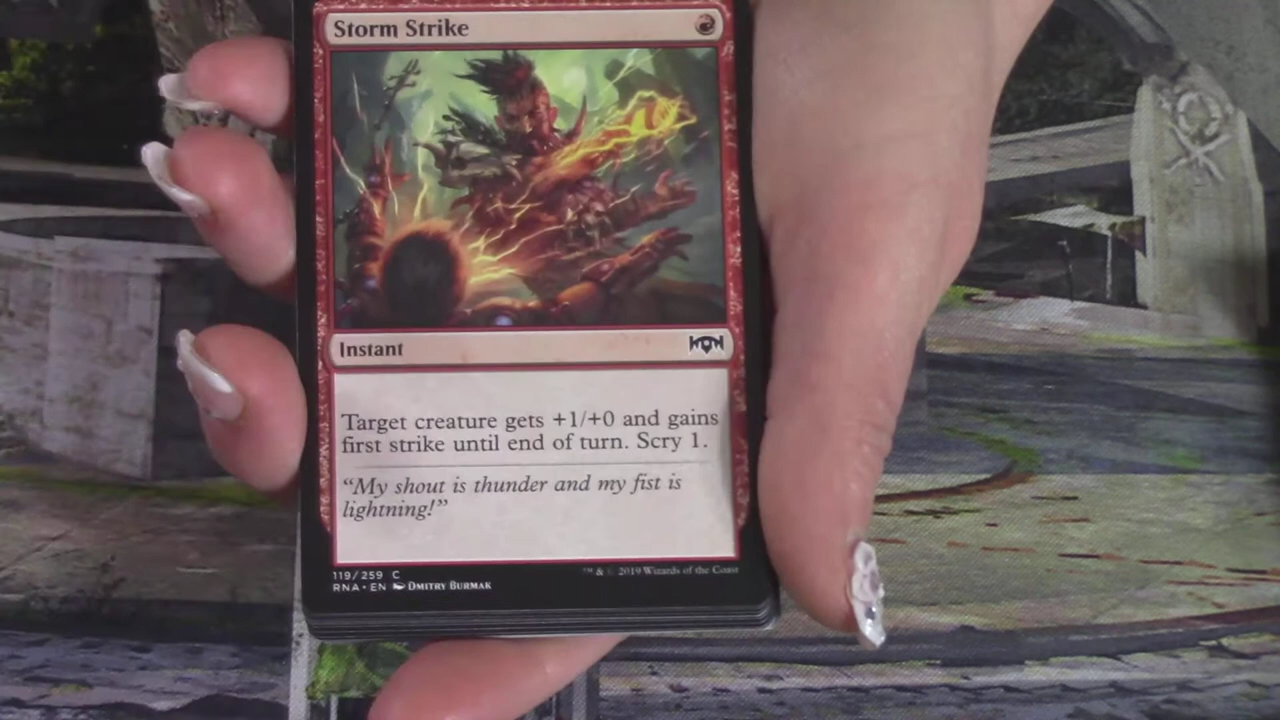 Storm Strike
Instant
Target creature gets +1/+0 and gains
first strike until end of turn. Scry 1.
“My shout is thunder and my fist is
lightning!”
119/259 C
RNA • EN Dmitry Burmak
™ & © 2019 Wizards of the Coast